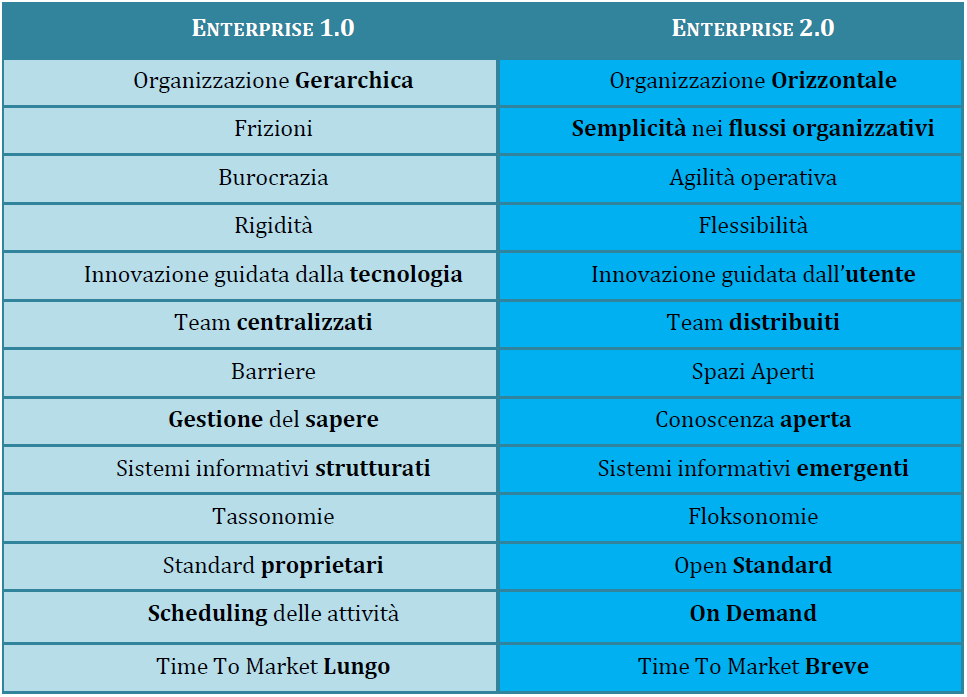 Enterprise 1.0 Enterprise 2.0
Organizzazione Gerarchica Organizzazione Orizzontale
Frizioni Semplicità nei flussi organizzativi
Burocrazia Agilità operativa
Rigidità Flessibilità
Innovazione guidata dalla tecnologia Innovazione guidata dall'utente
Team centralizzati Team distribuiti
Barriere Spazi Aperti
Gestione del sapere Conoscenza aperta
Sistemi informativi strutturati Sistemi informativi emergenti
Tassonomie Floksonomie
Standard proprietari Open Standard
Scheduling delle attività On Demand
Time To Market Lungo Time To Market Breve